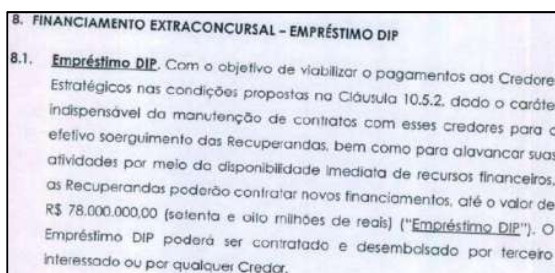 8. FINANCIAMENTO EXTRACONCURSAL – EMPRÉSTIMO DIP
8.1. Empréstimo DIP. Com o objetivo de viabilizar o pagamentos aos Credore
Estratégicos nas condições propostas na Cláusula 10.5.2, dado o caráte
indispensável da manutenção de contratos com esses credores para o
efetivo soerguimento das Recuperandas, bem como para alavancar suas
atividades por meio da disponibilidade imediata de recursos financeiros,
as Recuperandas poderão contratar novos financiamentos, até o valor de
R$ 78.000.000,00 (setenta e oito milhões de reais) ("Empréstimo DIP"). O
Empréstimo DIP poderá ser contratado e desembolsado por terceiro
interessado ou por qualquer Credor.